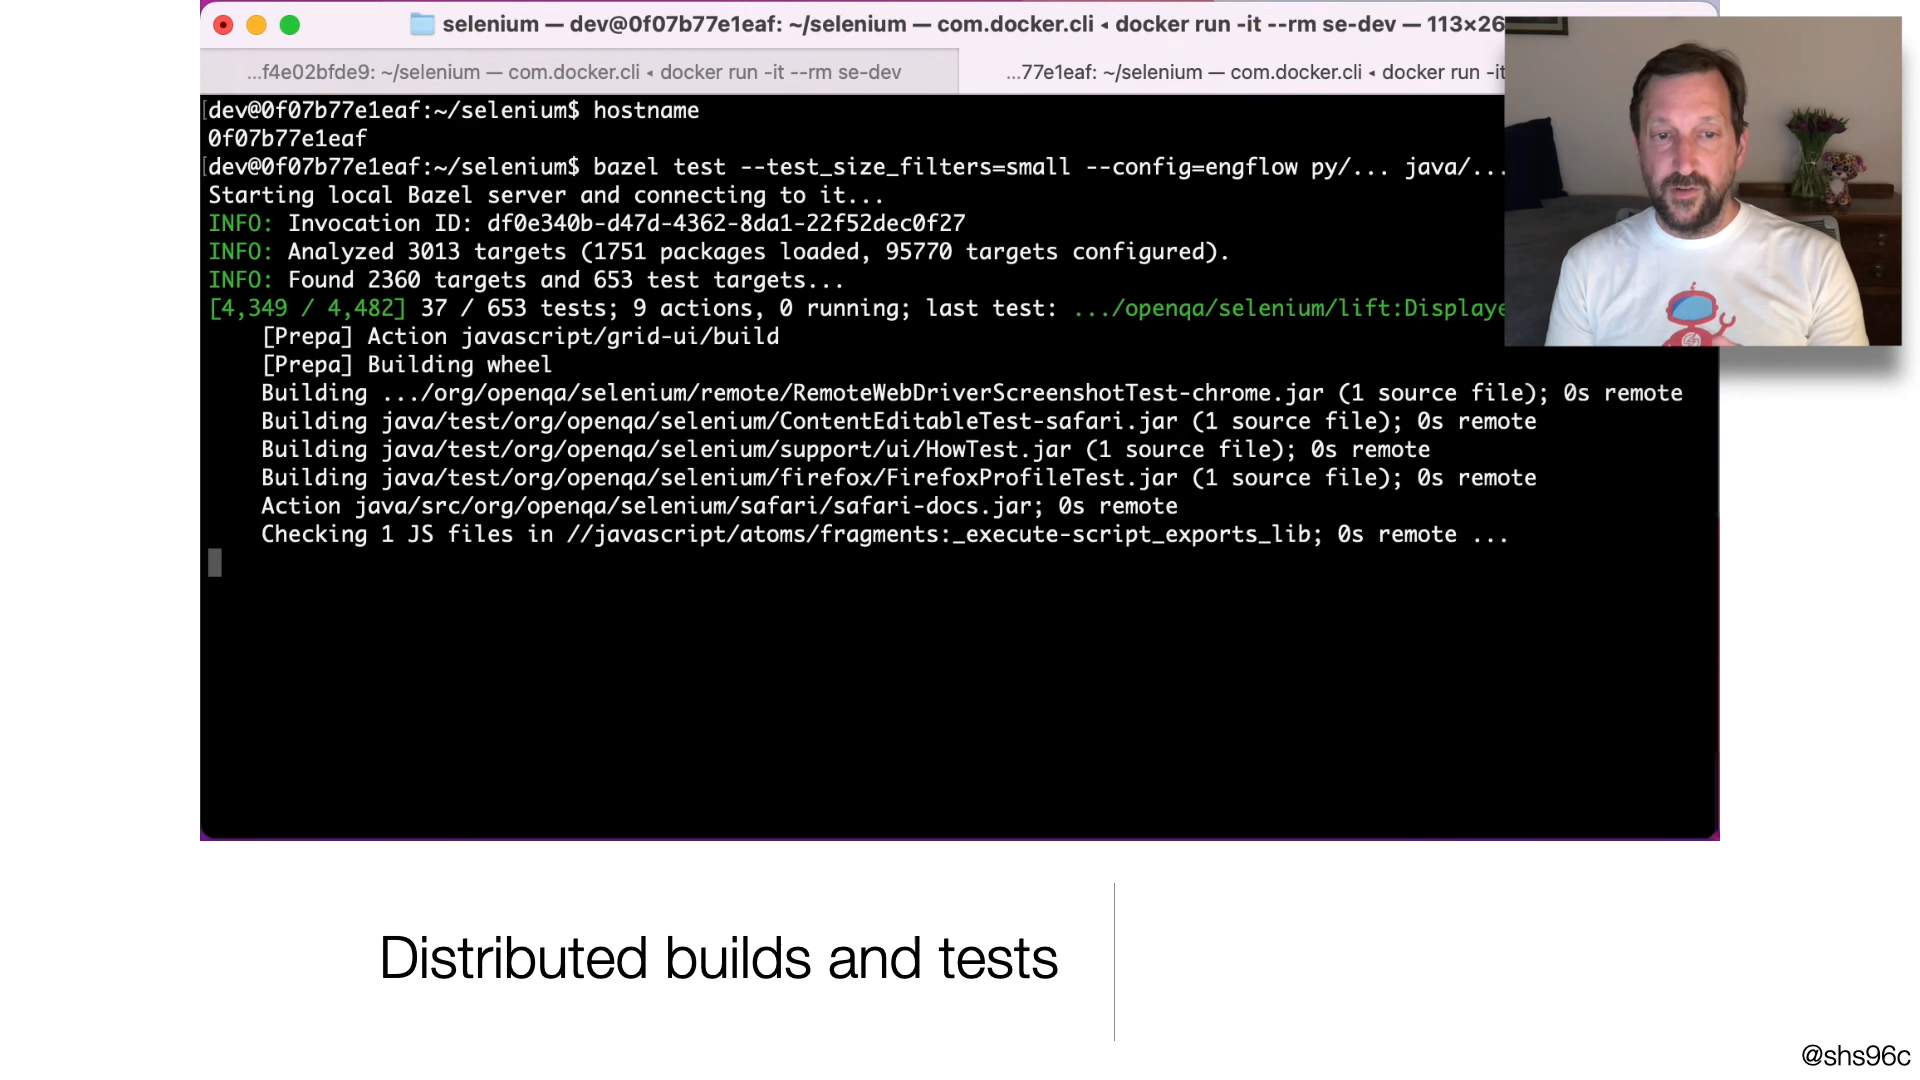 selenium — dev@0f07b77e1eaf: ~/selenium — com.docker.cli ◂ docker run -it --rm se-dev — 113×26
...f4e02bfde9: ~/selenium — com.docker.cli ◂ docker run -it --rm se-dev
...77e1eaf: ~/selenium — com.docker.cli ◂ docker run -it
[dev@0f07b77e1eaf:~/selenium$ hostname
0f07b77e1eaf
[dev@0f07b77e1eaf:~/selenium$ bazel test --test_size_filters=small --config=engflow py/... java/...
Starting local Bazel server and connecting to it...
INFO: Invocation ID: df0e340b-d47d-4362-8da1-22f52dec0f27
INFO: Analyzed 3013 targets (1751 packages loaded, 95770 targets configured).
INFO: Found 2360 targets and 653 test targets...
[4,349 / 4,482] 37 / 653 tests; 9 actions, 0 running; last test: .../openqa/selenium/lift:Displaye
[Prepa] Action javascript/grid-ui/build
[Prepa] Building wheel
Building .../org/openqa/selenium/remote/RemoteWebDriverScreenshotTest-chrome.jar (1 source file); 0s remote
Building java/test/org/openqa/selenium/ContentEditableTest-safari.jar (1 source file); 0s remote
Building java/test/org/openqa/selenium/support/ui/HowTest.jar (1 source file); 0s remote
Building java/test/org/openqa/selenium/firefox/FirefoxProfileTest.jar (1 source file); 0s remote
Action java/src/org/openqa/selenium/safari/safari-docs.jar; 0s remote
Checking 1 JS files in //javascript/atoms/fragments:_execute-script_exports_lib; 0s remote ...
Distributed builds and tests
@shs96c